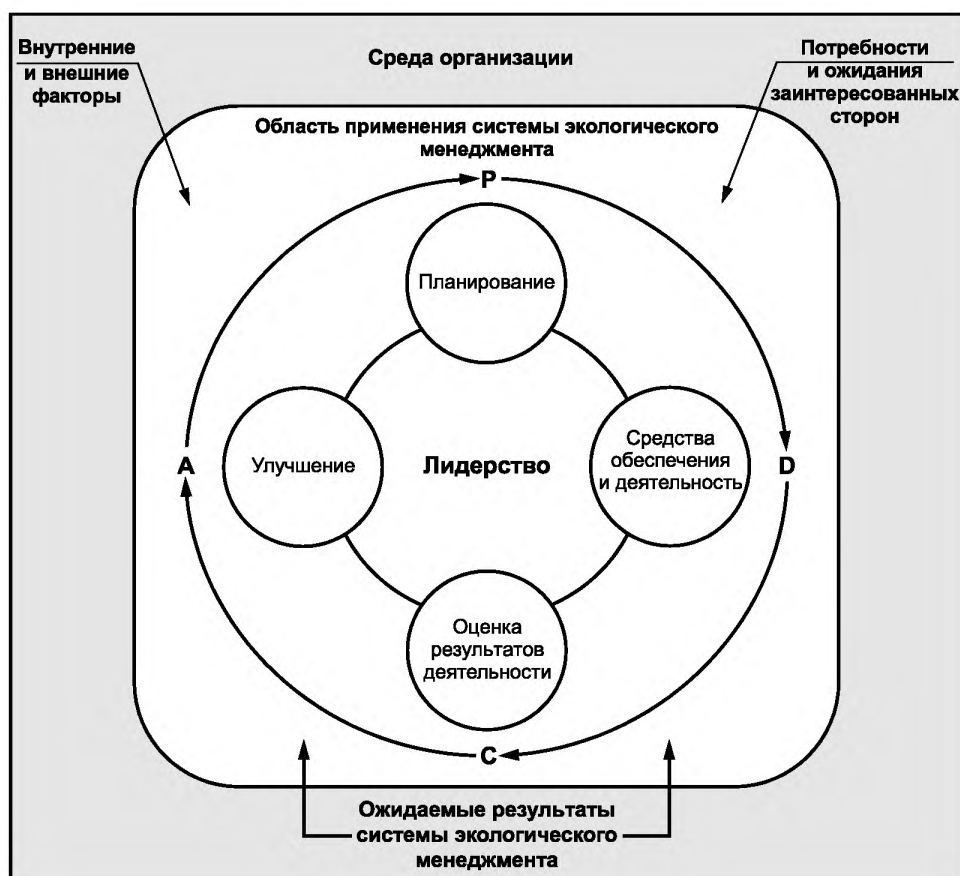 Внутренние
и внешние
факторы
Среда организации
Потребности
и ожидания
заинтересованных
сторон
Область применения системы экологического
менеджмента
P
Планирование
A
Улучшение
Лидерство
Средства
обеспечения
и деятельность
D
Оценка
результатов
деятельности
C
Ожидаемые результаты
системы экологического
менеджмента